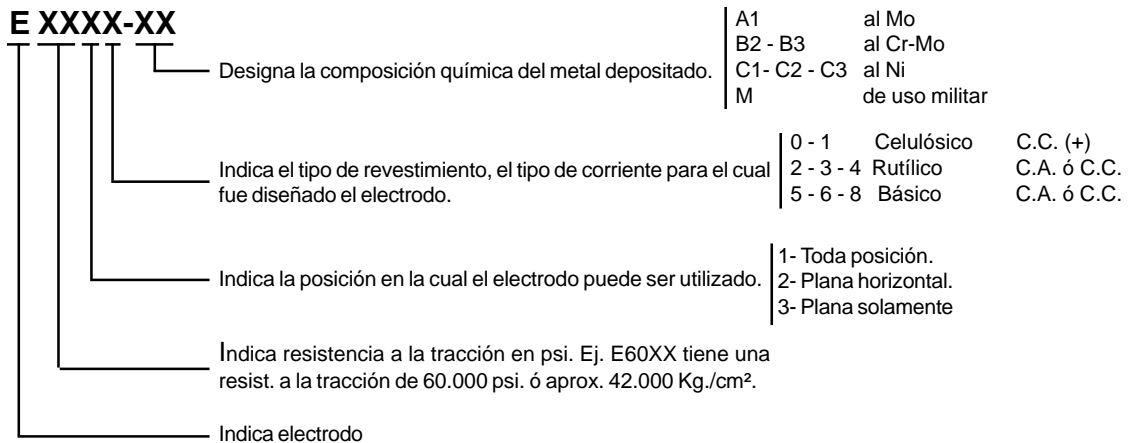 E XXXX-XX
Designa la composición química del metal depositado.
A1 al Mo
B2 - B3 al Cr-Mo
C1- C2 - C3 al Ni
M de uso militar
Indica el tipo de revestimiento, el tipo de corriente para el cual
fue diseñado el electrodo.
0 - 1 Celulósico C.C. (+)
2 - 3 - 4 Rutílico C.A. ó C.C.
5 - 6 - 8 Básico C.A. ó C.C.
Indica la posición en la cual el electrodo puede ser utilizado.
1- Toda posición.
2- Plana horizontal.
3- Plana solamente
Indica resistencia a la tracción en psi. Ej. E60XX tiene una
resist. a la tracción de 60.000 psi. ó aprox. 42.000 Kg./cm².
Indica electrodo